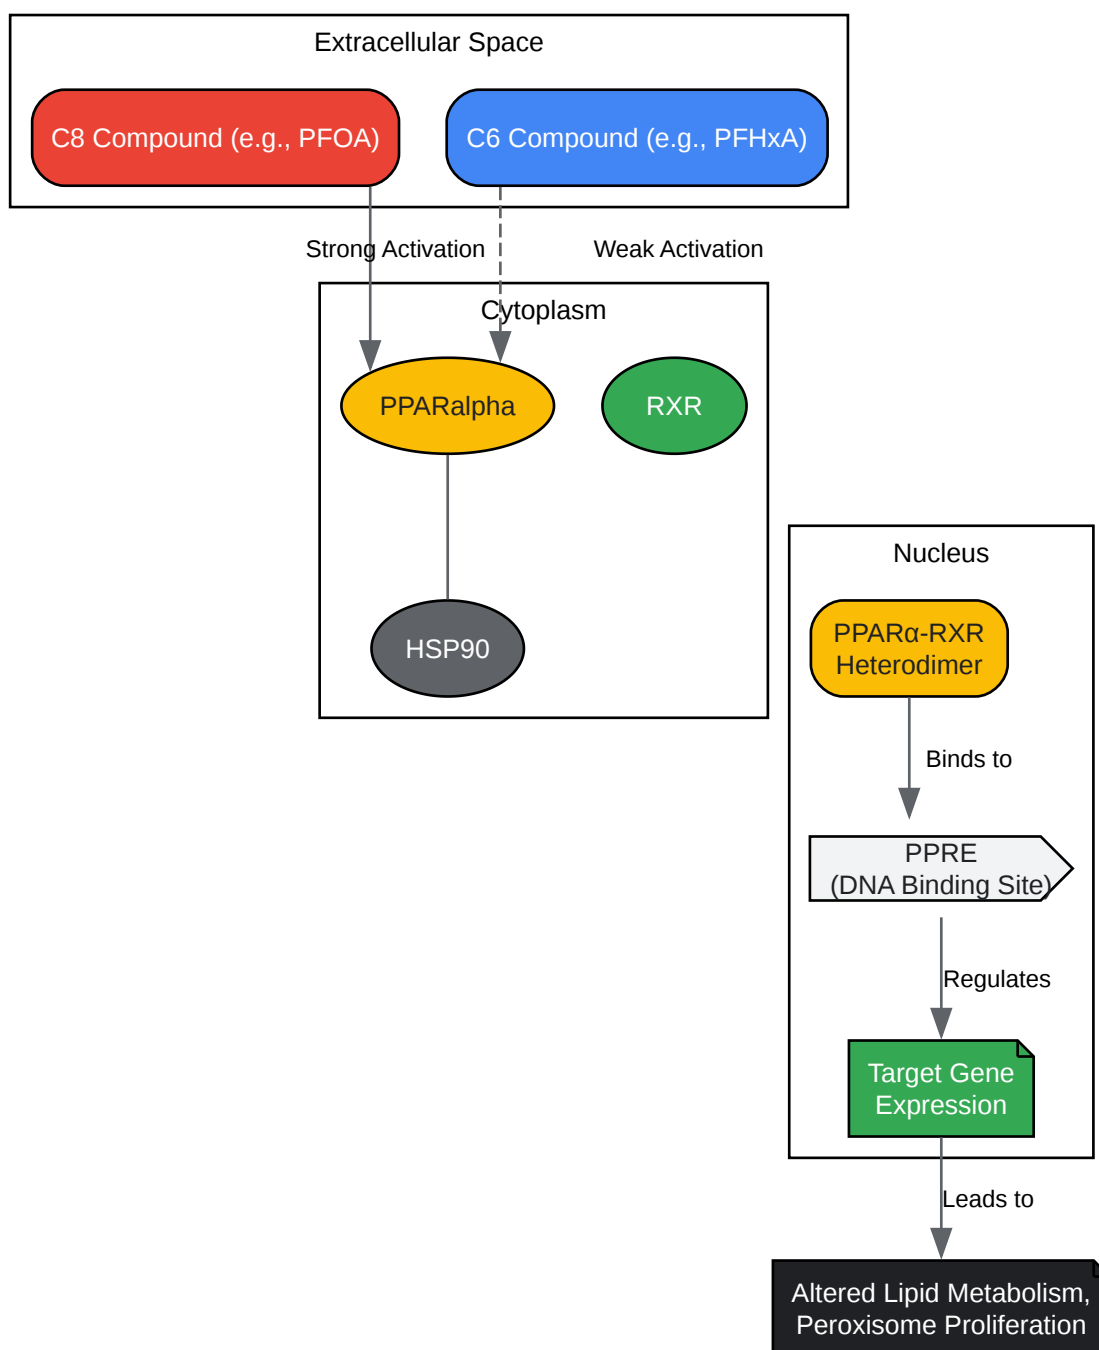 Extracellular Space
C8 Compound (e.g., PFOA)
C6 Compound (e.g., PFHxA)
Strong Activation
Weak Activation
Cytoplasm
PPARalpha
RXR
HSP90
Nucleus
PPARα-RXR
Heterodimer
Binds to
PPRE
(DNA Binding Site)
Regulates
Target Gene
Expression
Leads to
Altered Lipid Metabolism,
Peroxisome Proliferation